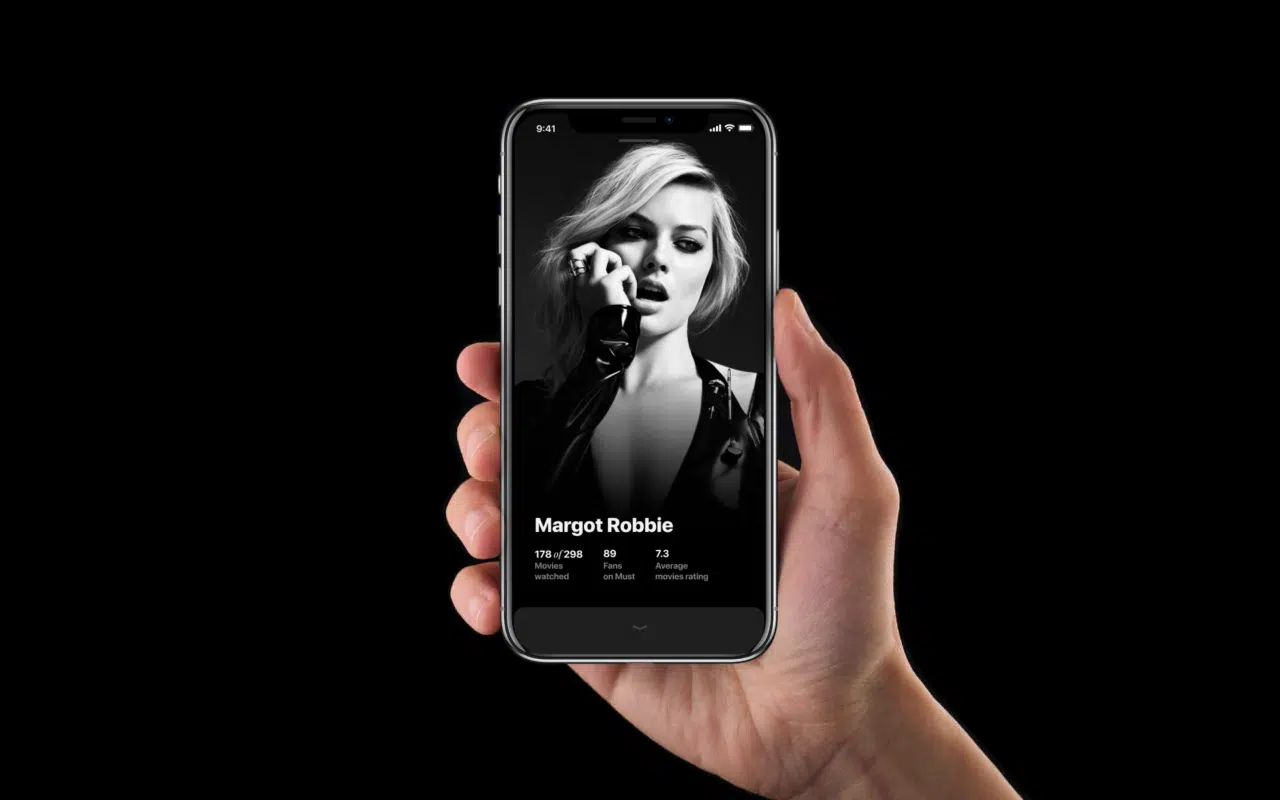 9:41
Margot Robbie
178 of 298 89 7.3
Movies Fans Average
watched on Must movies rating